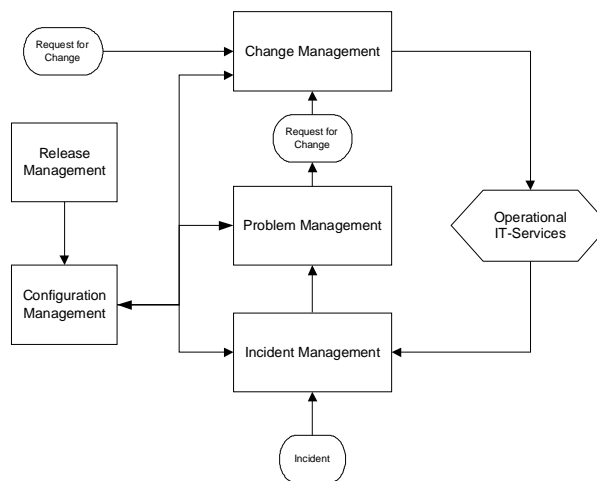 Request for
Change
Change Management
Request for
Change
Release
Management
Problem Management
Operational
IT-Services
Configuration
Management
Incident Management
Incident